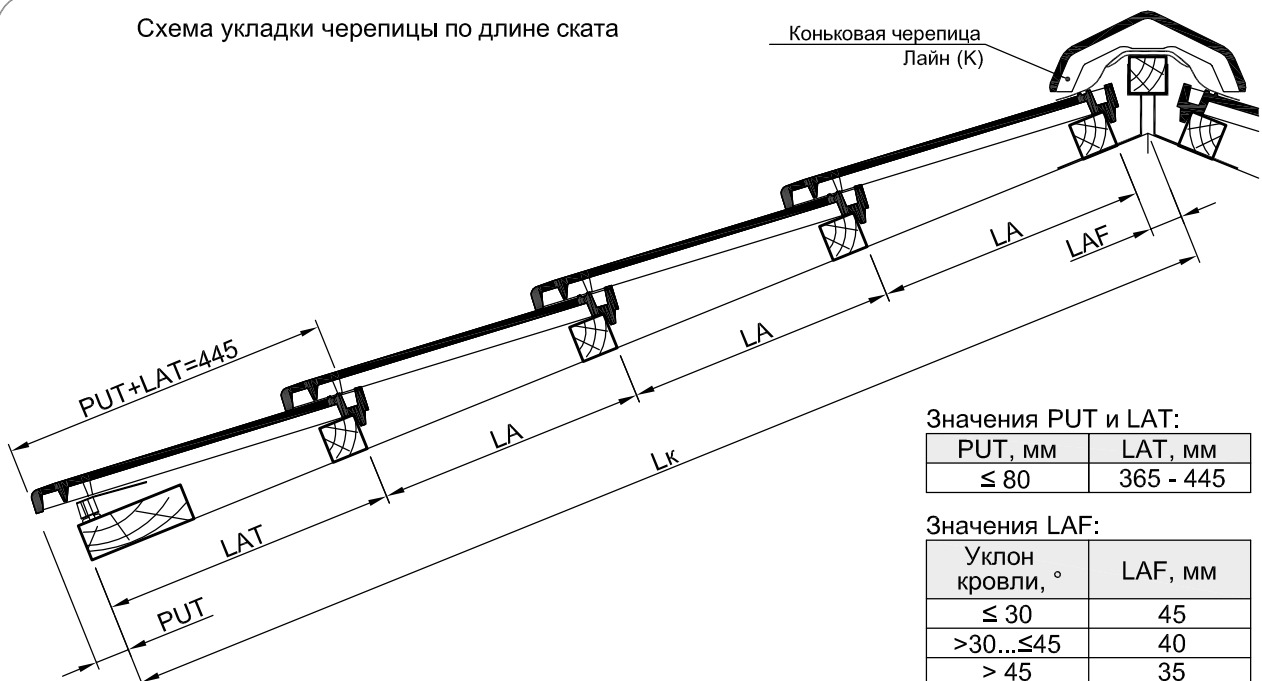 Схема укладки черепицы по длине ската
Коньковая черепица
Лайн (К)
LA
LAF
LA
PUT+LAT=445
LA
Lк
LAT
PUT
Значения PUT и LAT:
PUT, мм LAT, мм
≤ 80 365 - 445
Значения LAF:
Уклон
кровли, ° LAF, мм
≤ 30 45
>30...≤45 40
> 45 35